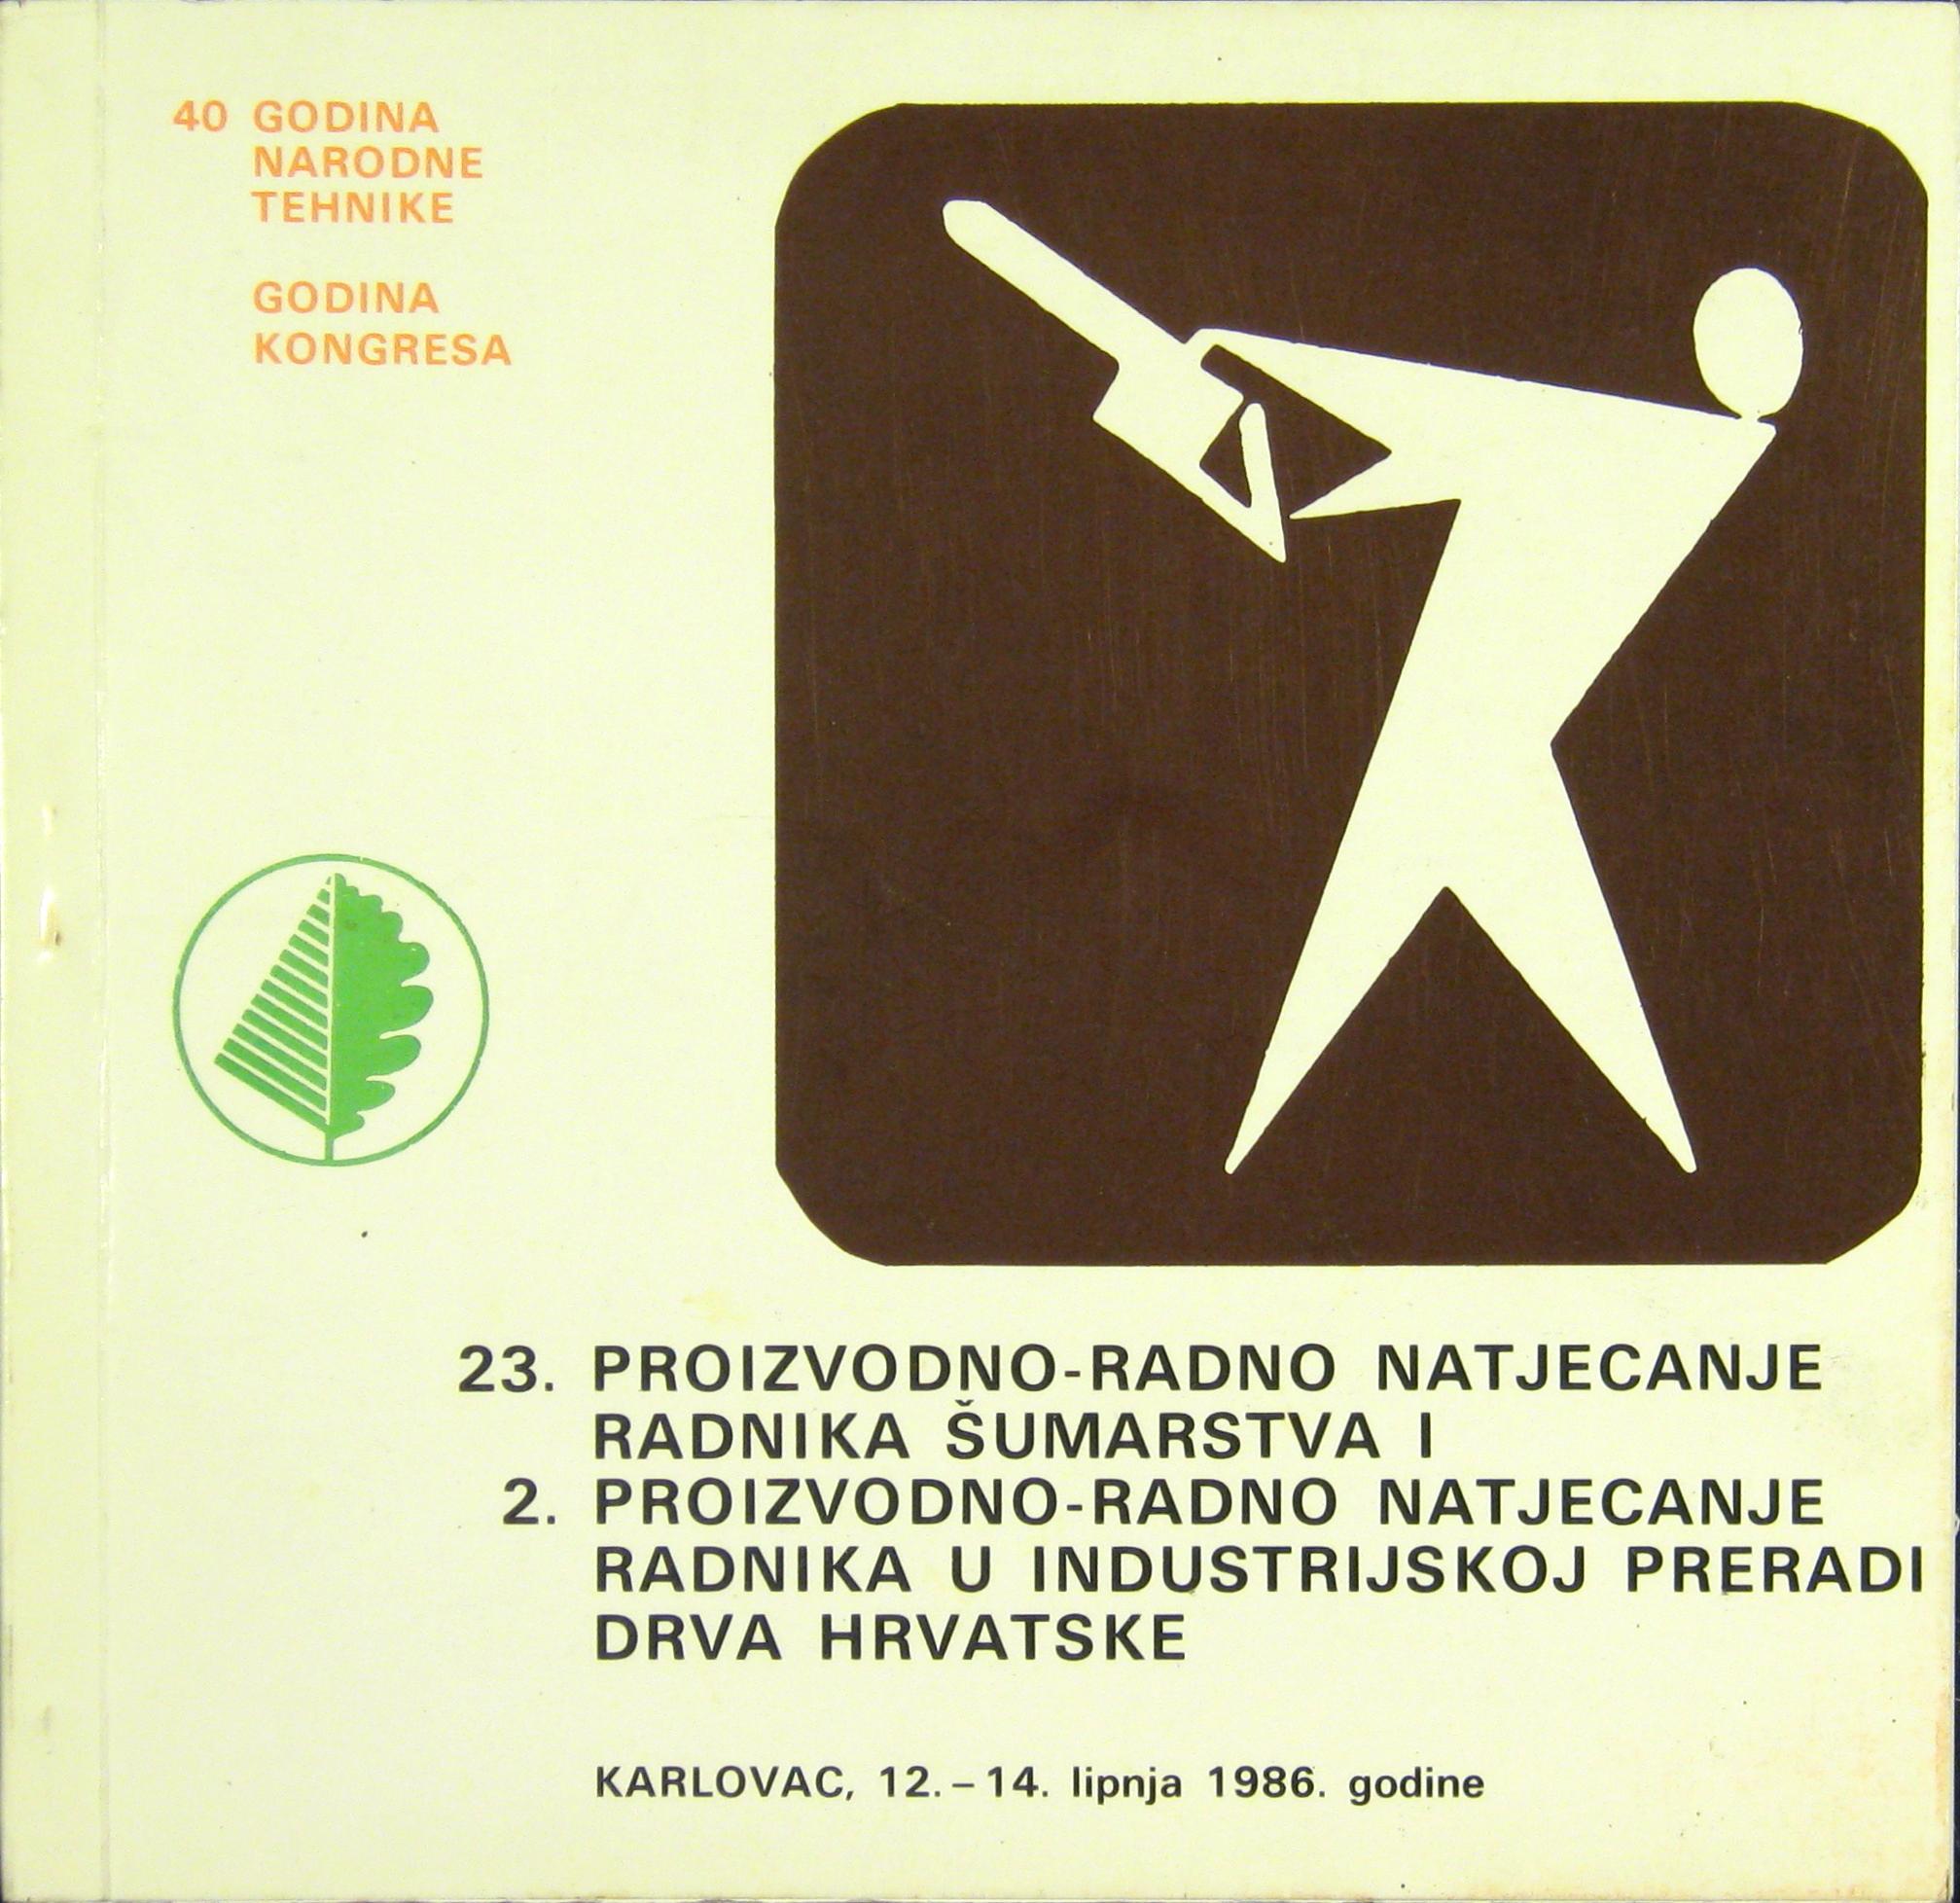 40 GODINA
NARODNE
TEHNIKE
GODINA
KONGRESA
23. PROIZVODNO-RADNO NATJECANJE
RADNIKA ŠUMARSTVA I
2. PROIZVODNO-RADNO NATJECANJE
RADNIKA U INDUSTRIJSKOJ PRERADI
DRVA HRVATSKE
KARLOVAC, 12. – 14. lipnja 1986. godine